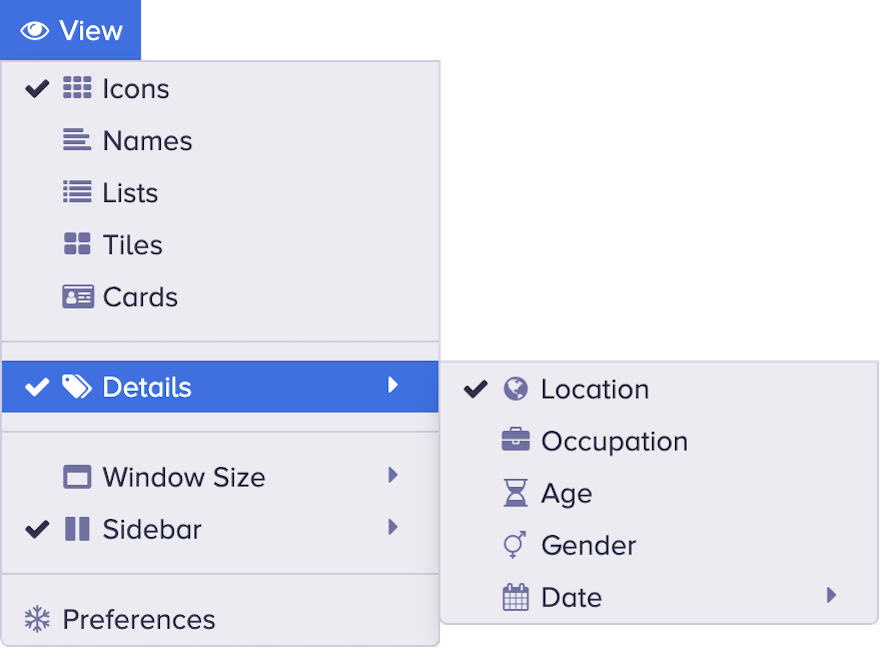 View
Icons
Names
Lists
Tiles
Cards
Details
Window Size
Sidebar
Preferences
Location
Occupation
Age
Gender
Date